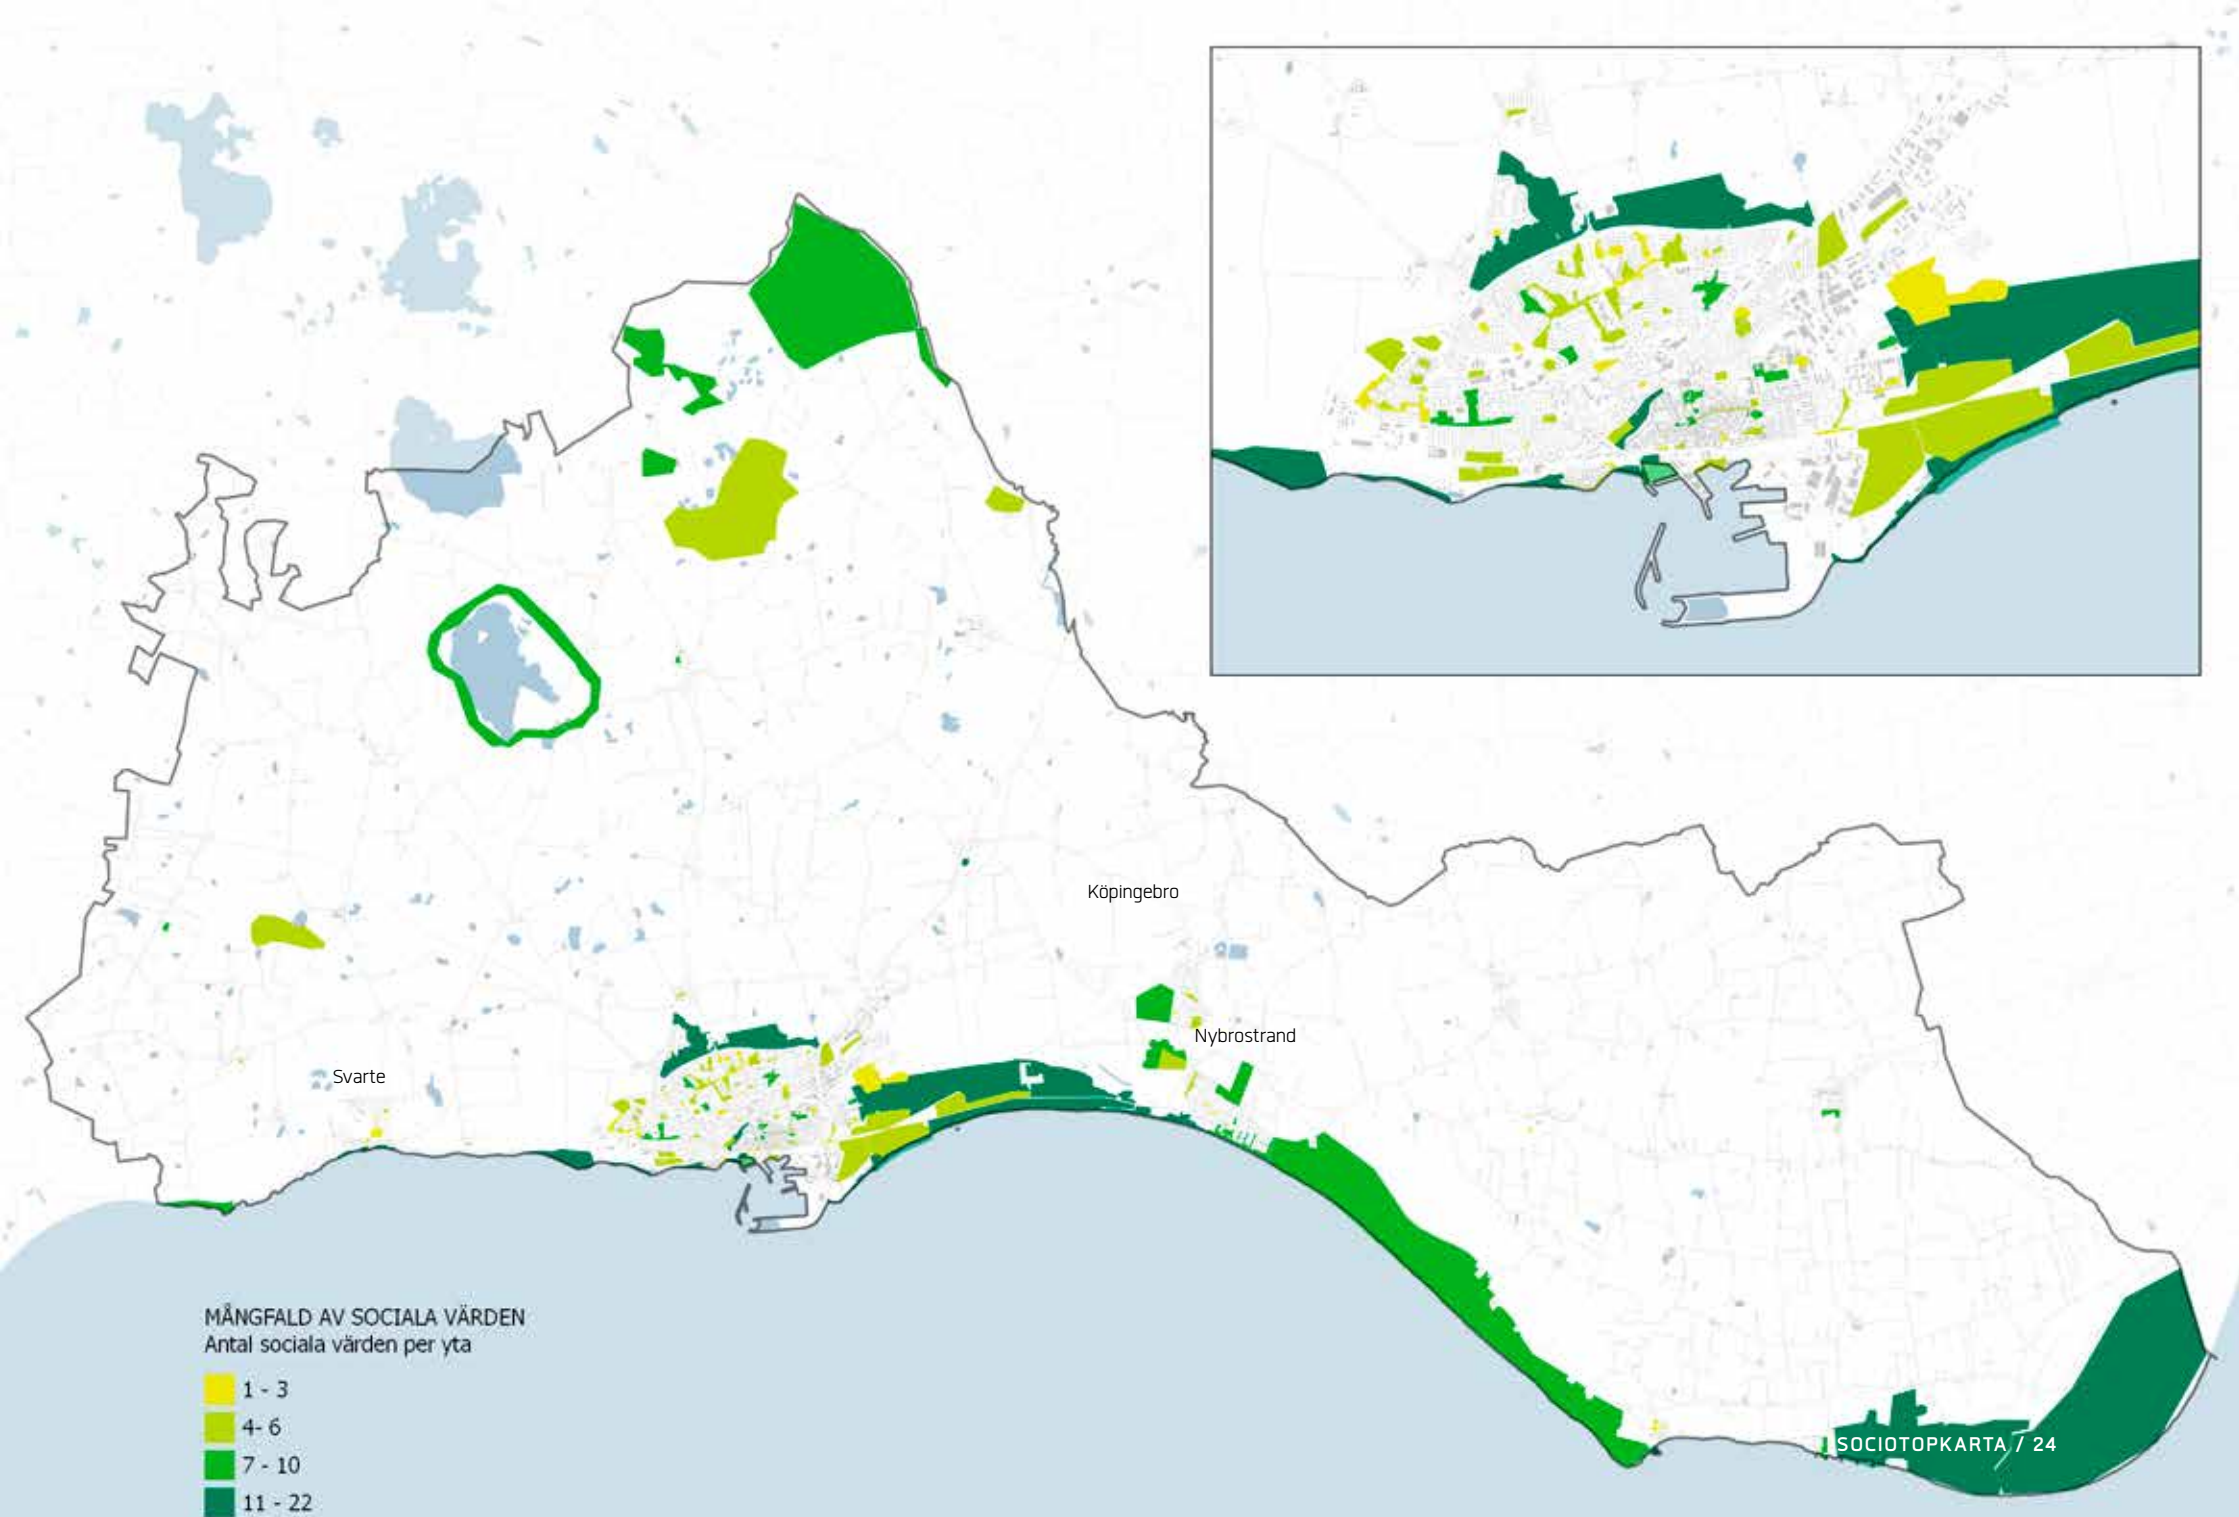 Köpingebro
Nybrostrand
Svarte
MÅNGFALD AV SOCIALA VÄRDEN
Antal sociala värden per yta
1 - 3
4- 6
7 - 10
11 - 22
SOCIOTOPKARTA / 24